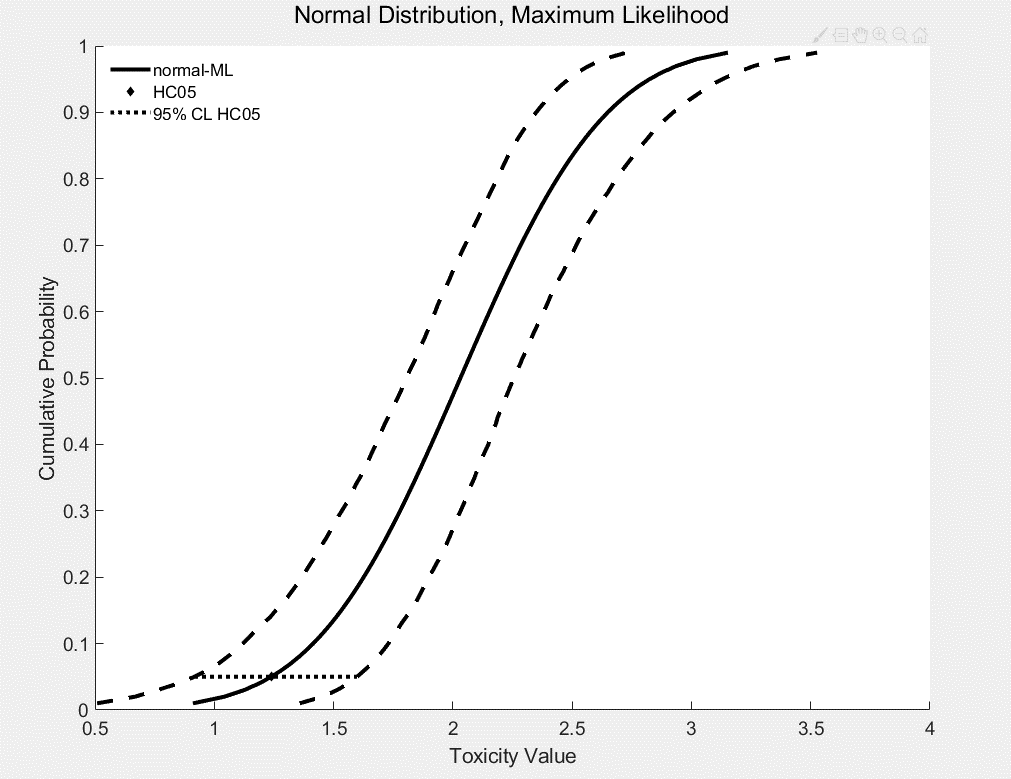 Normal Distribution, Maximum Likelihood
normal-ML
HC05
95% CL HC05
1
0.9
0.8
0.7
0.6
0.5
0.4
0.3
0.2
0.1
0
Cumulative Probability
0.5 1 1.5 2 2.5 3 3.5 4
Toxicity Value